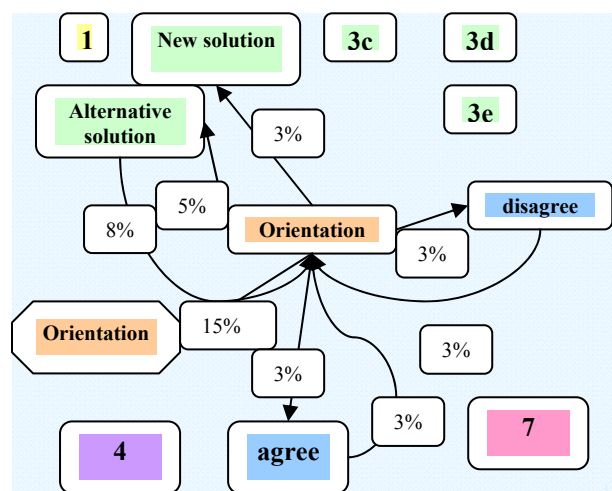 1
New solution
3c
3d
Alternative
solution
3e
3%
5%
disagree
8%
Orientation
3%
15%
Orientation
3%
3%
3%
4
agree
7